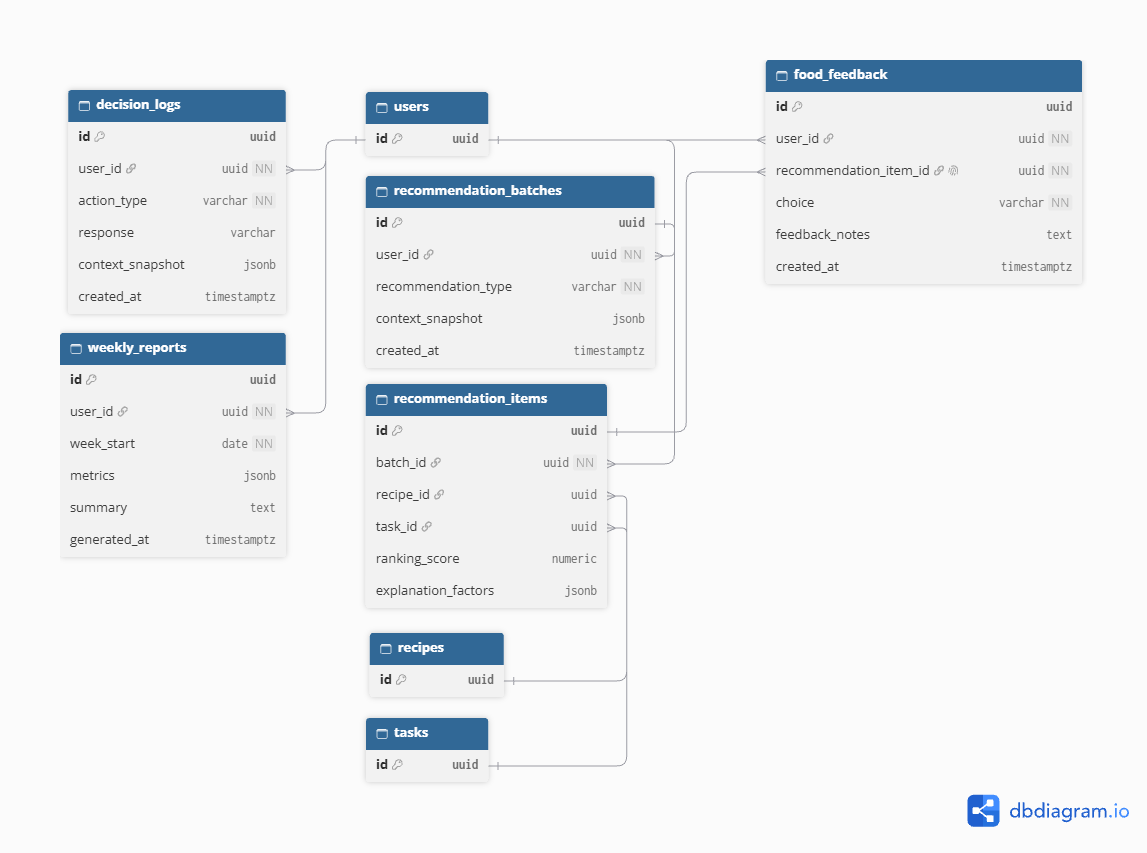 decision_logs
id uuid
user_id uuid NN
action_type varchar NN
response varchar
context_snapshot jsonb
created_at timestamptz
weekly_reports
id uuid
user_id uuid NN
week_start date NN
metrics jsonb
summary text
generated_at timestamptz
users
id uuid
recommendation_batches
id uuid
user_id uuid NN
recommendation_type varchar NN
context_snapshot jsonb
created_at timestamptz
recommendation_items
id uuid
batch_id uuid NN
recipe_id uuid
task_id uuid
ranking_score numeric
explanation_factors jsonb
recipes
id uuid
tasks
id uuid
food_feedback
id uuid
user_id uuid NN
recommendation_item_id uuid NN
choice varchar NN
feedback_notes text
created_at timestamptz
dbdiagram.io